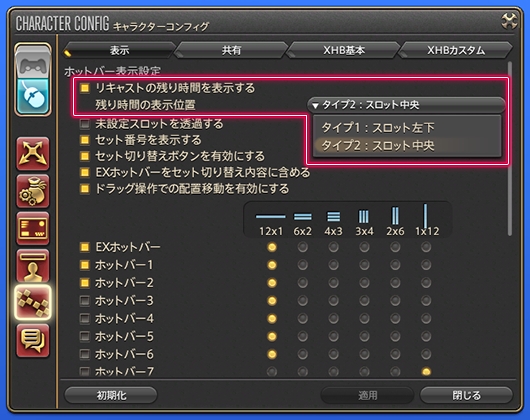 CHARACTER CONFIG キャラクターコンフィグ
表示 共有 XHB基本 XHBカスタム
ホットバー表示設定
リキャストの残り時間を表示する
残り時間の表示位置 タイプ2:スロット中央
タイプ1:スロット左下
タイプ2:スロット中央
未設定スロットを透過する
セット番号を表示する
セット切り替えボタンを有効にする
EXホットバーをセット切り替え内容に含める
ドラッグ操作での配置移動を有効にする
12x1 6x2 4x3 3x4 2x6 1x12
EXホットバー
ホットバー1
ホットバー2
ホットバー3
ホットバー4
ホットバー5
ホットバー6
ホットバー7
初期化 適用 閉じる